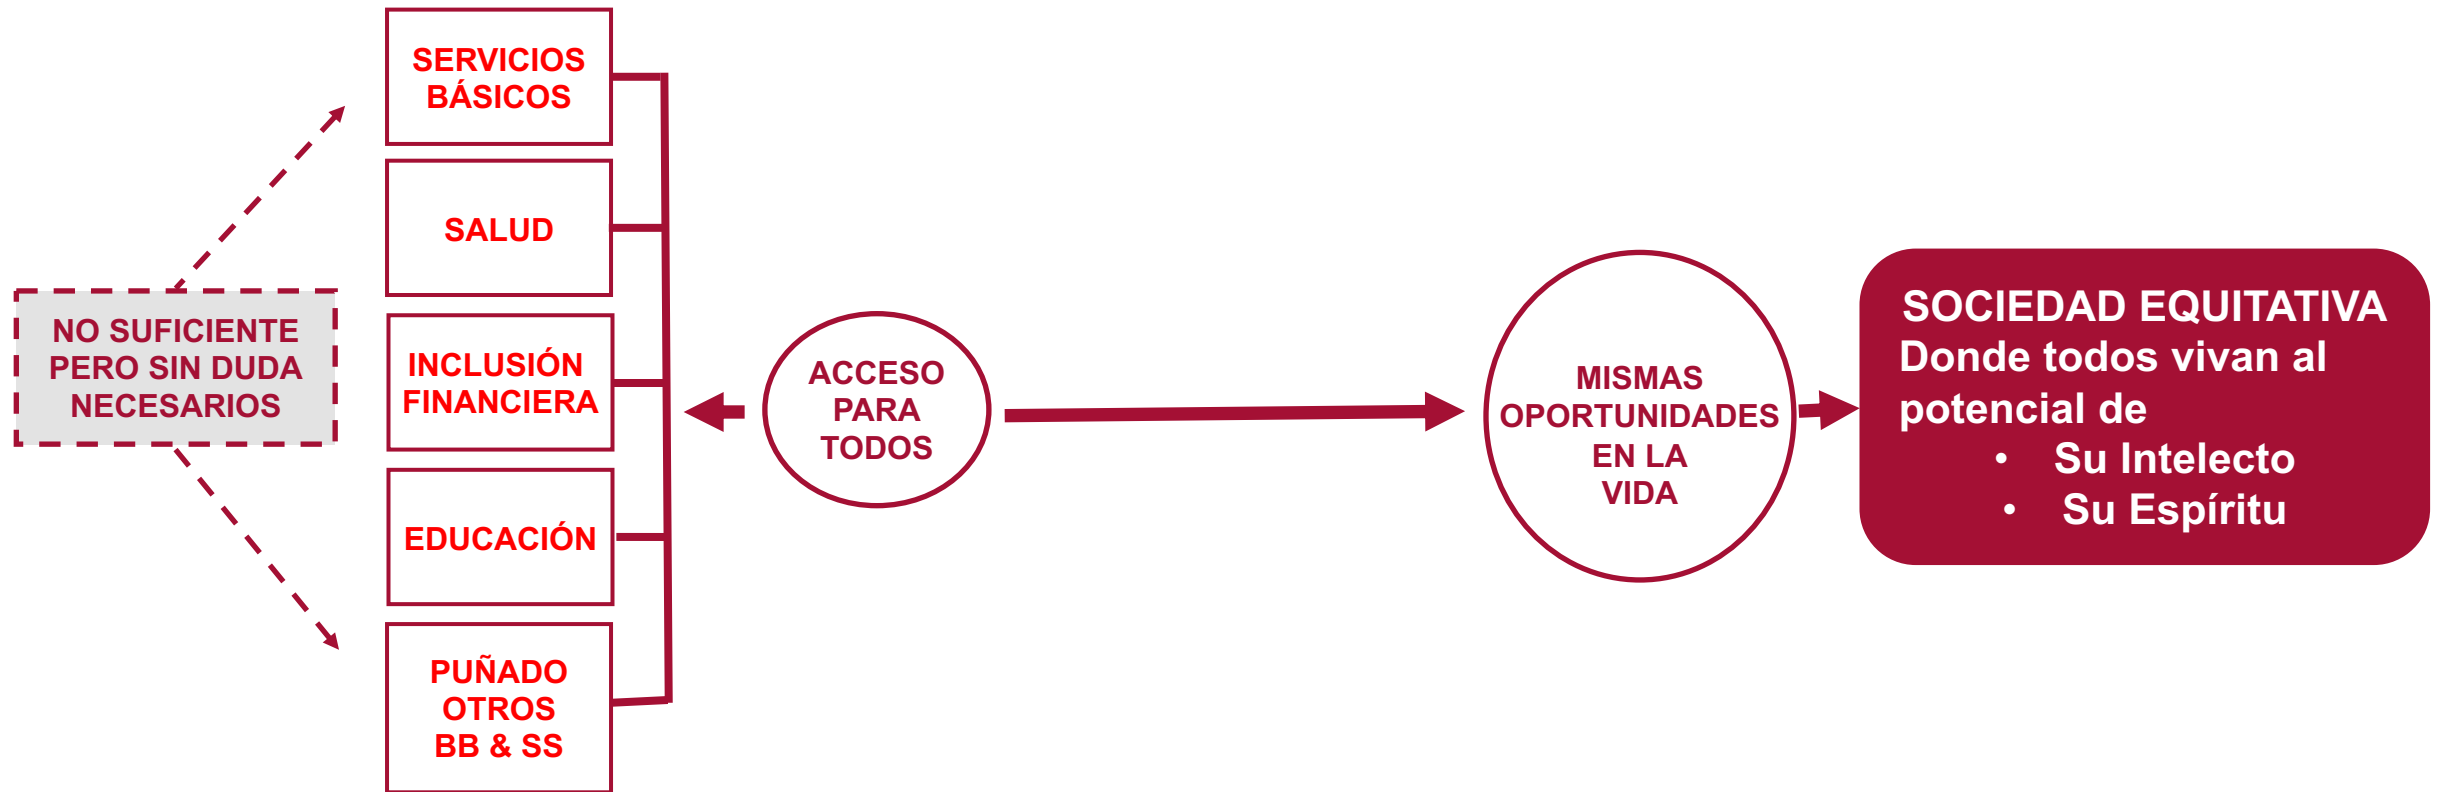 NO SUFICIENTE
PERO SIN DUDA
NECESARIOS
SERVICIOS
BÁSICOS
SALUD
INCLUSIÓN
FINANCIERA
EDUCACIÓN
PUÑADO
OTROS
BB & SS
ACCESO
PARA
TODOS
MISMAS
OPORTUNIDADES
EN LA
VIDA
SOCIEDAD EQUITATIVA
Donde todos vivan al
potencial de
• Su Intelecto
• Su Espíritu